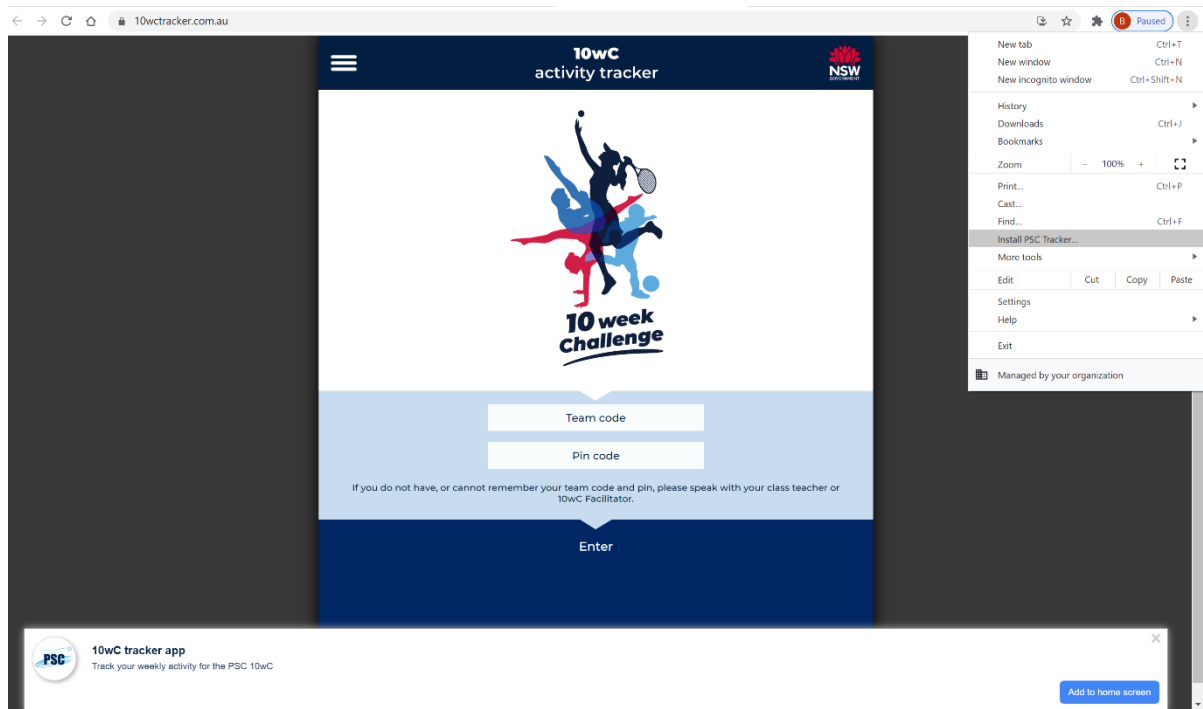 10wctracker.com.au
B Paused
10wC
activity tracker
NSW
GOVERNMENT
10 week
Challenge
Team code
Pin code
If you do not have, or cannot remember your team code and pin, please speak with your class teacher or
10wC Facilitator.
Enter
New tab Ctrl+T
New window Ctrl+N
New incognito window Ctrl+Shift+N
History
Downloads Ctrl+J
Bookmarks
Zoom - 100% +
Print... Ctrl+P
Cast...
Find... Ctrl+F
Install PSC Tracker...
More tools
Edit Cut Copy Paste
Settings
Help
Exit
Managed by your organization
PSC
10wC tracker app
Track your weekly activity for the PSC 10wC
Add to home screen